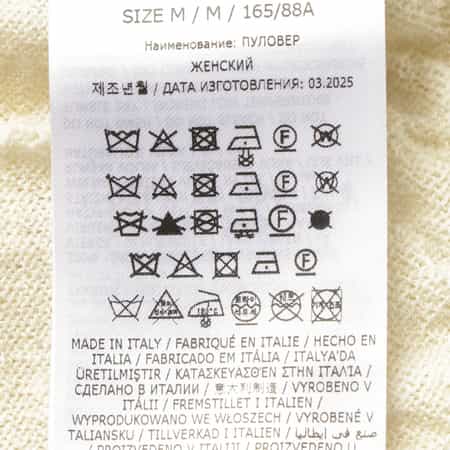 SIZE M / M / 165/88A
Наименование: ПУЛОВЕР
ЖЕНСКИЙ
제조년월 / ДАТА ИЗГОТОВЛЕНИЯ: 03.2025
F W
F W
F
F
MADE IN ITALY / FABRIQUÉ EN ITALIE / HECHO EN
ITALIA / FABRICADO EM ITÁLIA / ITALYA'DA
ÜRETILMIŞTIR / ΚΑΤΑΣΚΕΥΑΣΘΕΝ ΣΤΗΝ ΙΤΑΛΙΑ /
СДЕЛАНО В ИТАЛИИ / 意大利制造 / VYROBENO V
ITÁLII / FREMSTILLET I ITALIEN /
WYPRODUKOWANO WE WŁOSZECH / VYROBENÉ V
TALIANSKU / TILLVERKAD I ITALIEN / صنع في إيطاليا /
PROIZVEDENO U